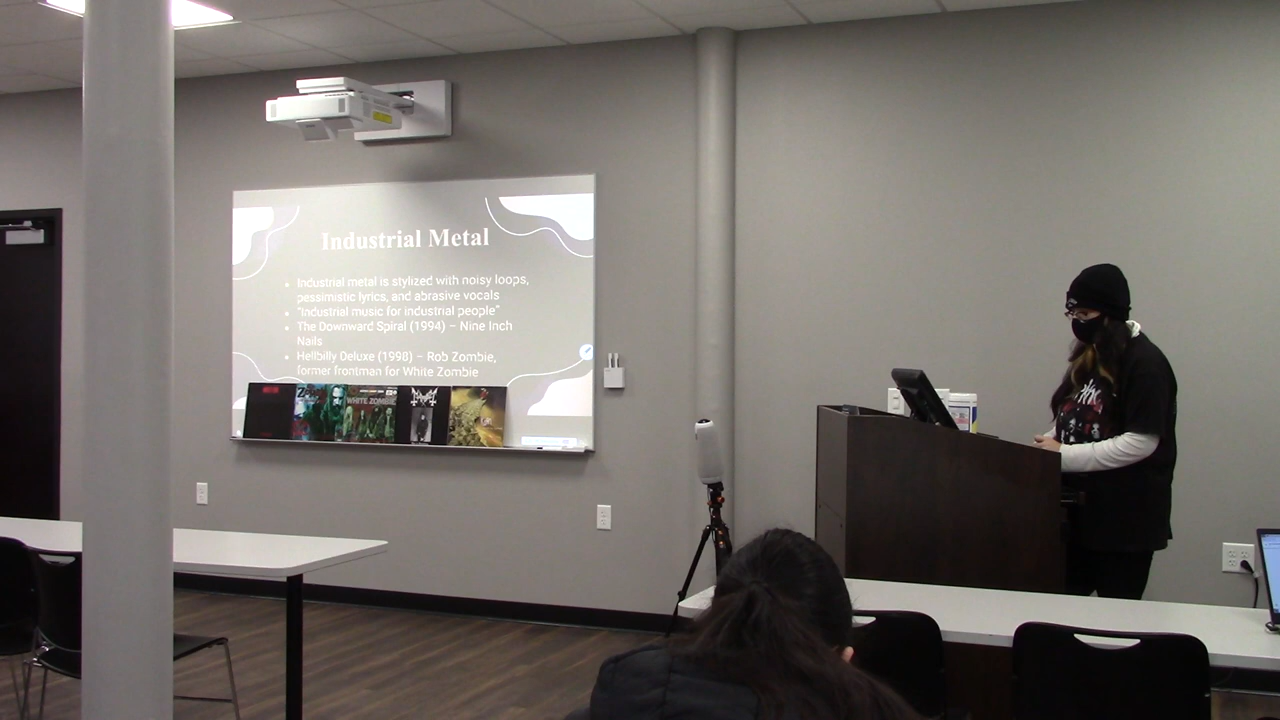 Industrial Metal
Industrial metal is stylized with noisy loops,
pessimistic lyrics, and abrasive vocals
"Industrial music for industrial people"
The Downward Spiral (1994) – Nine Inch
Nails
Hellbilly Deluxe (1998) – Rob Zombie,
former frontman for White Zombie
WHITE ZOMBIE